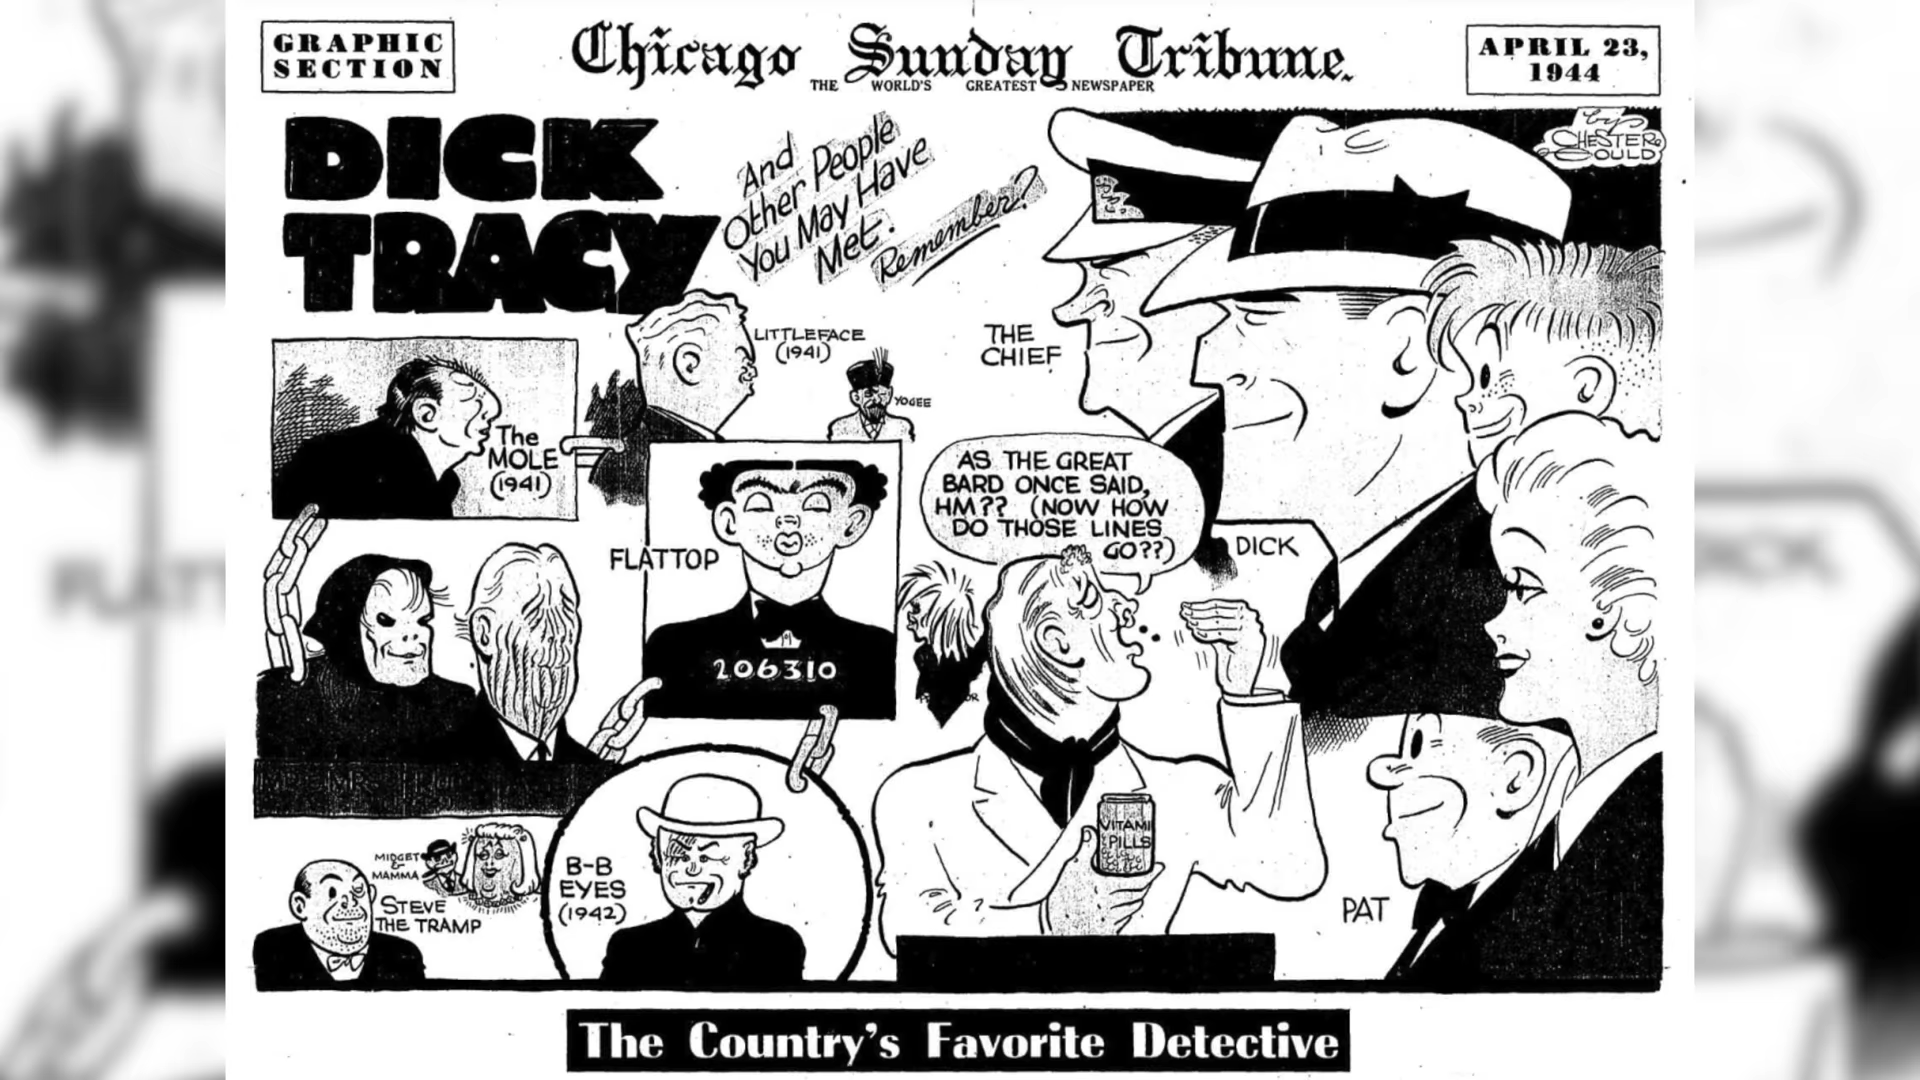 GRAPHIC
SECTION
Chicago Sunday Tribune.
THE WORLD'S GREATEST NEWSPAPER
APRIL 23,
1944
DICK
TRACY
And
Other People
You May Have
Met.
Remember?
by
CHESTER
GOULD
LITTLEFACE
(1941)
YOGEE
THE
CHIEF
The
MOLE
(1941)
AS THE GREAT
BARD ONCE SAID,
HM?? (NOW HOW
DO THOSE LINES
GO??)
DICK
FLATTOP
206310
VITAMI
PILLS
MIDGET
&
MAMMA
STEVE
THE TRAMP
B-B
EYES
(1942)
PAT
The Country's Favorite Detective